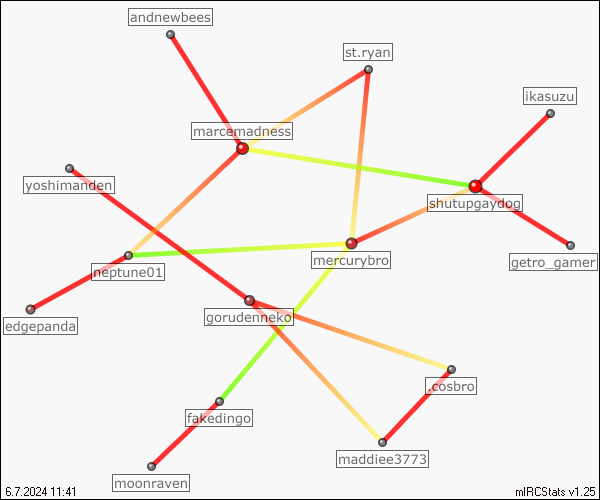 andnewbees
st.ryan
ikasuzu
marcemadness
yoshimanden
shutupgaydog
mercurybro
getro_gamer
neptune01
gorudenneko
edgepanda
.cosbro
fakedingo
maddiee3773
moonraven
6.7.2024 11:41
mIRCStats v1.25